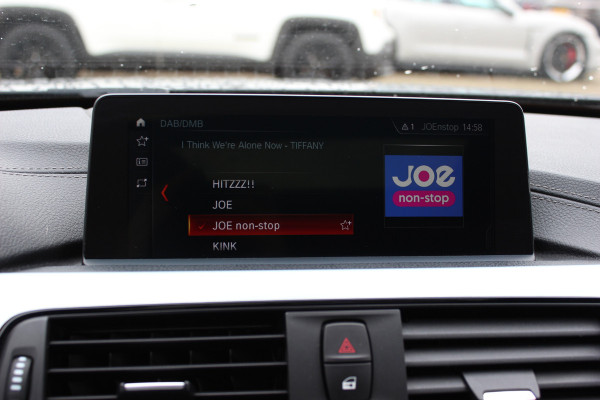 DAB/DMB
1 JOEnstop 14:58
I Think We're Alone Now - TIFFANY
HITZZZ!!
JOE
JOE non-stop
KINK
JOe
non-stop